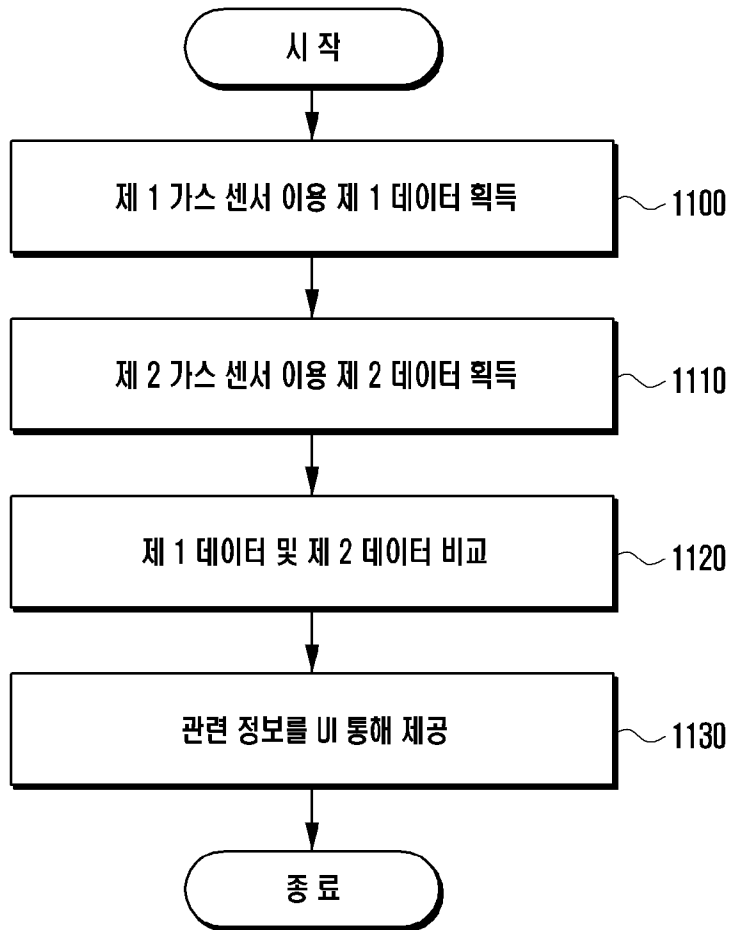 시 작
제 1 가스 센서 이용 제 1 데이터 획득
1100
제 2 가스 센서 이용 제 2 데이터 획득
1110
제 1 데이터 및 제 2 데이터 비교
1120
관련 정보를 UI 통해 제공
1130
종 료